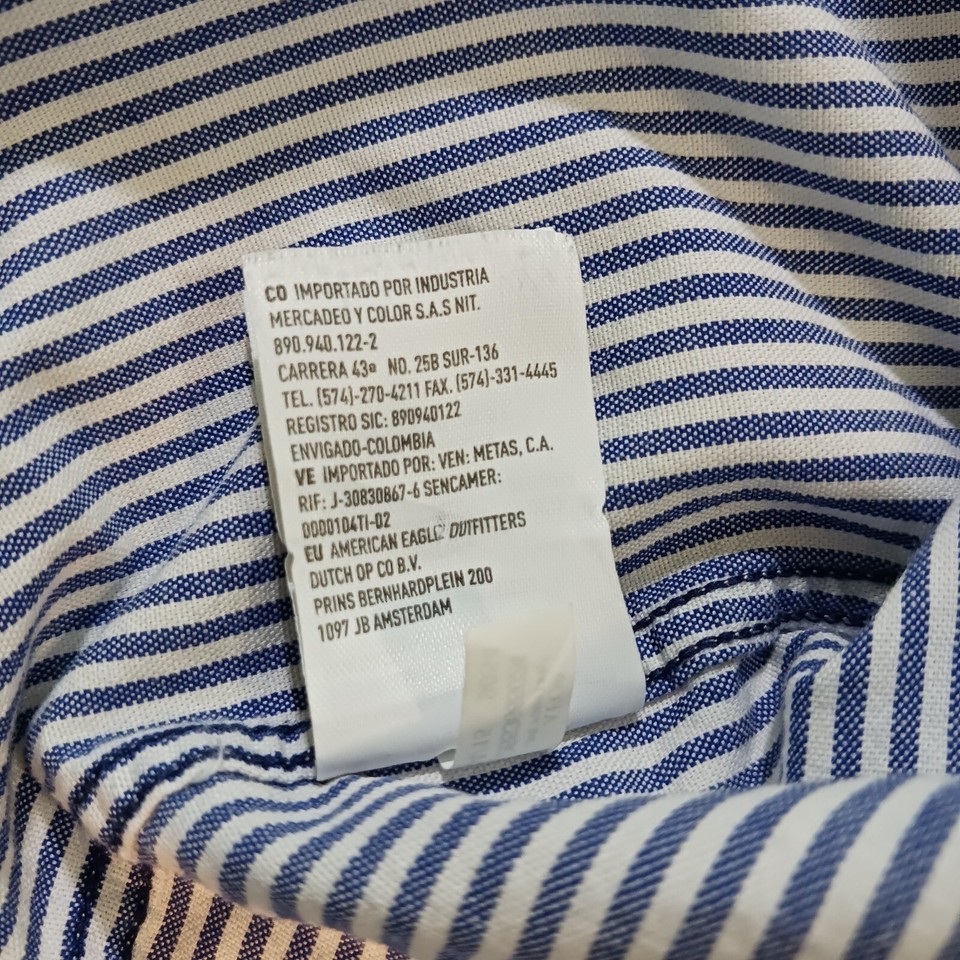 CO IMPORTADO POR INDUSTRIA
MERCADEO Y COLOR S.A.S NIT.
890.940.122-2
CARRERA 43ª NO. 25B SUR-136
TEL. (574)-270-4211 FAX. (574)-331-4445
REGISTRO SIC: 890940122
ENVIGADO-COLOMBIA
VE IMPORTADO POR: VEN: METAS, C.A.
RIF: J-30830867-6 SENCAMER:
0000104TI-02
EU AMERICAN EAGLE OUTFITTERS
DUTCH OP CO B.V.
PRINS BERNHARDPLEIN 200
1097 JB AMSTERDAM